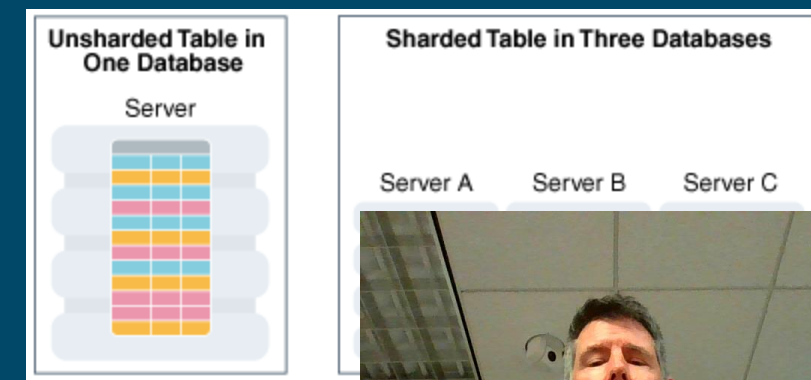 Unsharded Table in
One Database
Server
Sharded Table in Three Databases
Server A Server B Server C